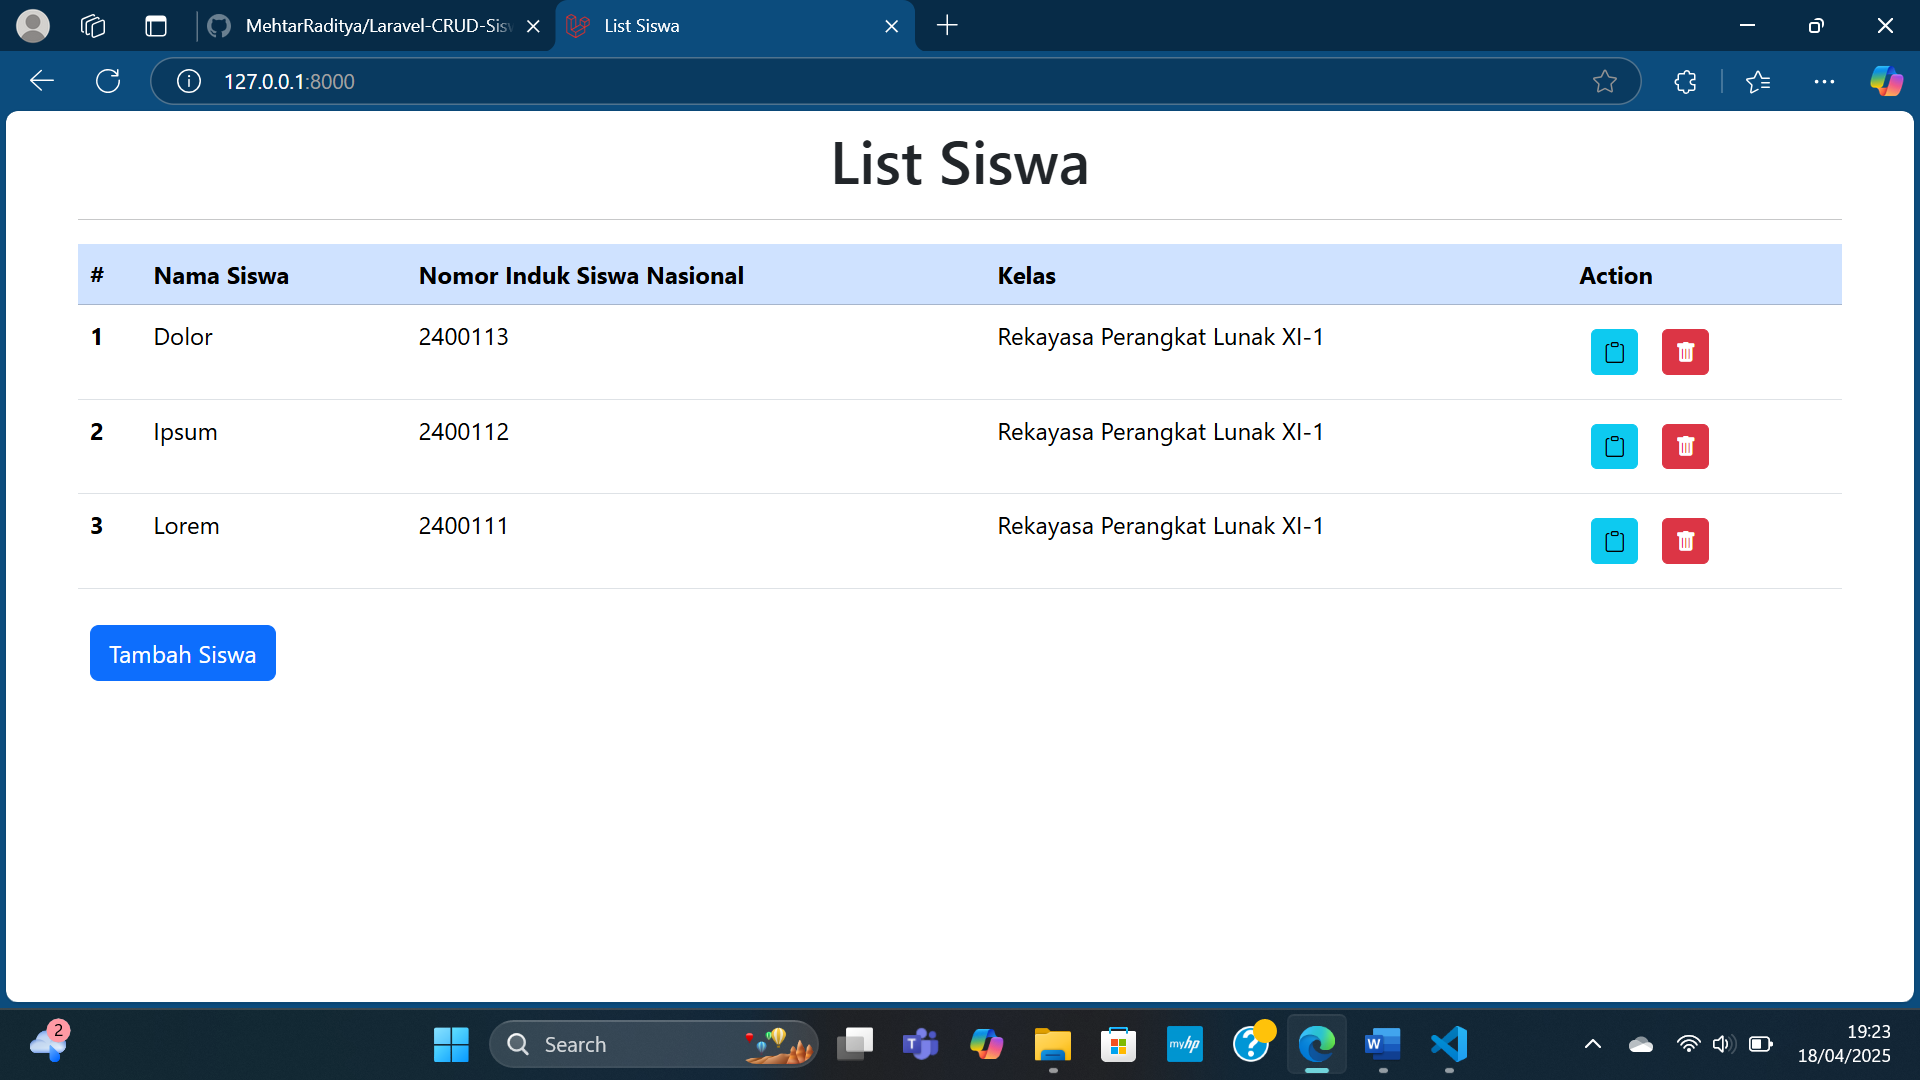 MehtarRaditya/Laravel-CRUD-Sis
List Siswa
127.0.0.1:8000
List Siswa
# Nama Siswa Nomor Induk Siswa Nasional Kelas Action
1 Dolor 2400113 Rekayasa Perangkat Lunak XI-1
2 Ipsum 2400112 Rekayasa Perangkat Lunak XI-1
3 Lorem 2400111 Rekayasa Perangkat Lunak XI-1
Tambah Siswa
2
Search
T
myhp
?
W
19:23
18/04/2025